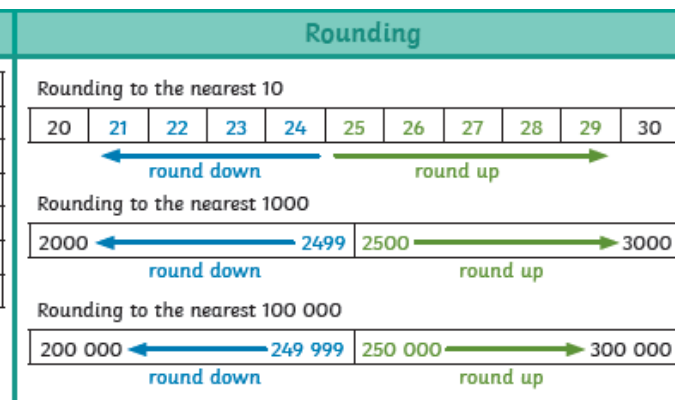 Rounding
Rounding to the nearest 10
20 21 22 23 24 25 26 27 28 29 30
round down round up
Rounding to the nearest 1000
2000 2499 2500 3000
round down round up
Rounding to the nearest 100 000
200 000 249 999 250 000 300 000
round down round up